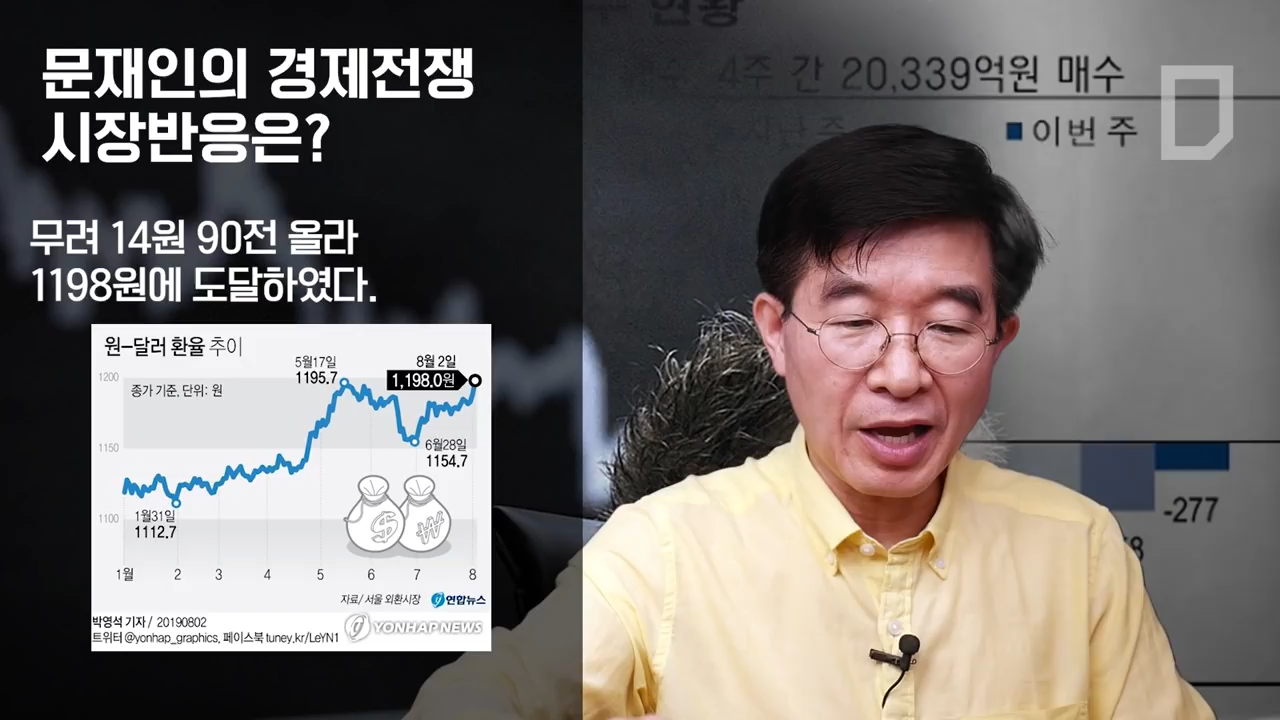 문재인의 경제전쟁
시장반응은?
무려 14원 90전 올라
1198원에 도달하였다.
원-달러 환율 추이
1200
종가 기준, 단위: 원
5월17일
1195.7
8월 2일
1,198.0원
1150
6월28일
1154.7
1100
1월31일
1112.7
$
1월 2 3 4 5 6 7 8
자료/ 서울 외환시장
연합뉴스
박영석 기자 / 20190802
트위터 @yonhap_graphics, 페이스북 tuney.kr/LeYN1
YONHAP NEWS
현황
4주 간 20,339억원 매수
지난 주
이번 주
-277